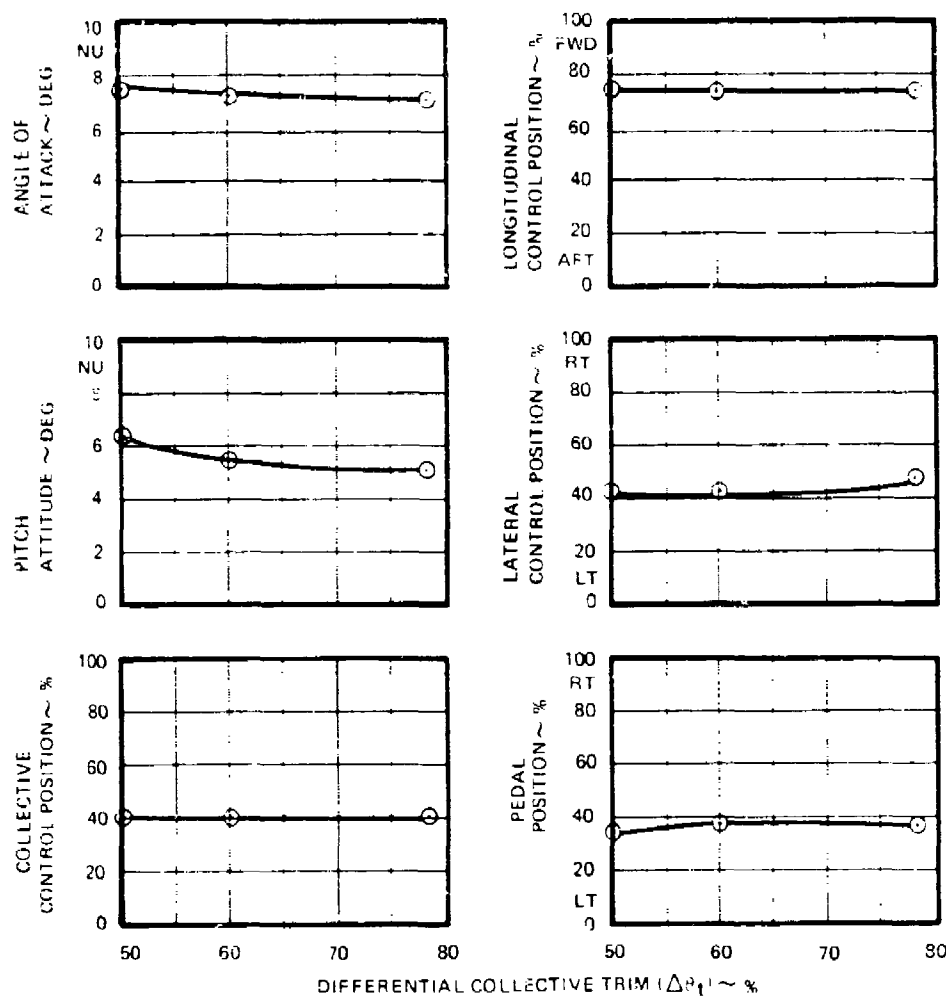 ANGLE OF
ATTACK ~ DEG
10
NU
8
6
4
2
0
LONGITUDINAL
CONTROL POSITION ~ %
100
FWD
80
60
40
20
AFT
0
PITCH
ATTITUDE ~ DEG
10
NU
6
4
2
0
LATERAL
CONTROL POSITION ~ %
100
RT
80
60
40
20
LT
0
COLLECTIVE
CONTROL POSITION ~ %
100
80
60
40
20
0
50 60 70 80
PEDAL
POSITION ~ %
100
RT
80
60
40
20
LT
0
50 60 70 80
DIFFERENTIAL COLLECTIVE TRIM (Δθt) ~ %